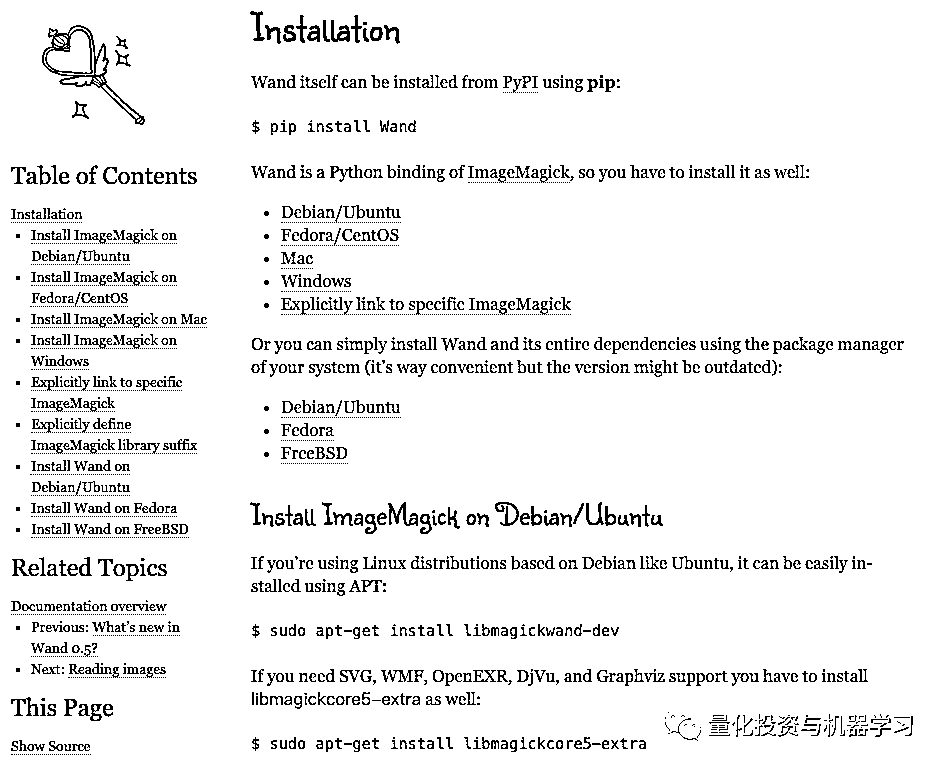 Installation
Wand itself can be installed from PyPI using pip:
$ pip install Wand
Wand is a Python binding of ImageMagick, so you have to install it as well:
• Debian/Ubuntu
• Fedora/CentOS
• Mac
• Windows
• Explicitly link to specific ImageMagick
Or you can simply install Wand and its entire dependencies using the package manager
of your system (it's way convenient but the version might be outdated):
• Debian/Ubuntu
• Fedora
• FreeBSD
Install ImageMagick on Debian/Ubuntu
If you're using Linux distributions based on Debian like Ubuntu, it can be easily in-
stalled using APT:
$ sudo apt-get install libmagickwand-dev
If you need SVG, WMF, OpenEXR, DjVu, and Graphviz support you have to install
libmagickcore5-extra as well:
$ sudo apt-get install libmagickcore5-extra
Table of Contents
Installation
▪ Install ImageMagick on
Debian/Ubuntu
▪ Install ImageMagick on
Fedora/CentOS
▪ Install ImageMagick on Mac
▪ Install ImageMagick on
Windows
▪ Explicitly link to specific
ImageMagick
▪ Explicitly define
ImageMagick library suffix
▪ Install Wand on
Debian/Ubuntu
▪ Install Wand on Fedora
▪ Install Wand on FreeBSD
Related Topics
Documentation overview
▪ Previous: What's new in
Wand 0.5?
▪ Next: Reading images
This Page
Show Source
量化投资与机器学习